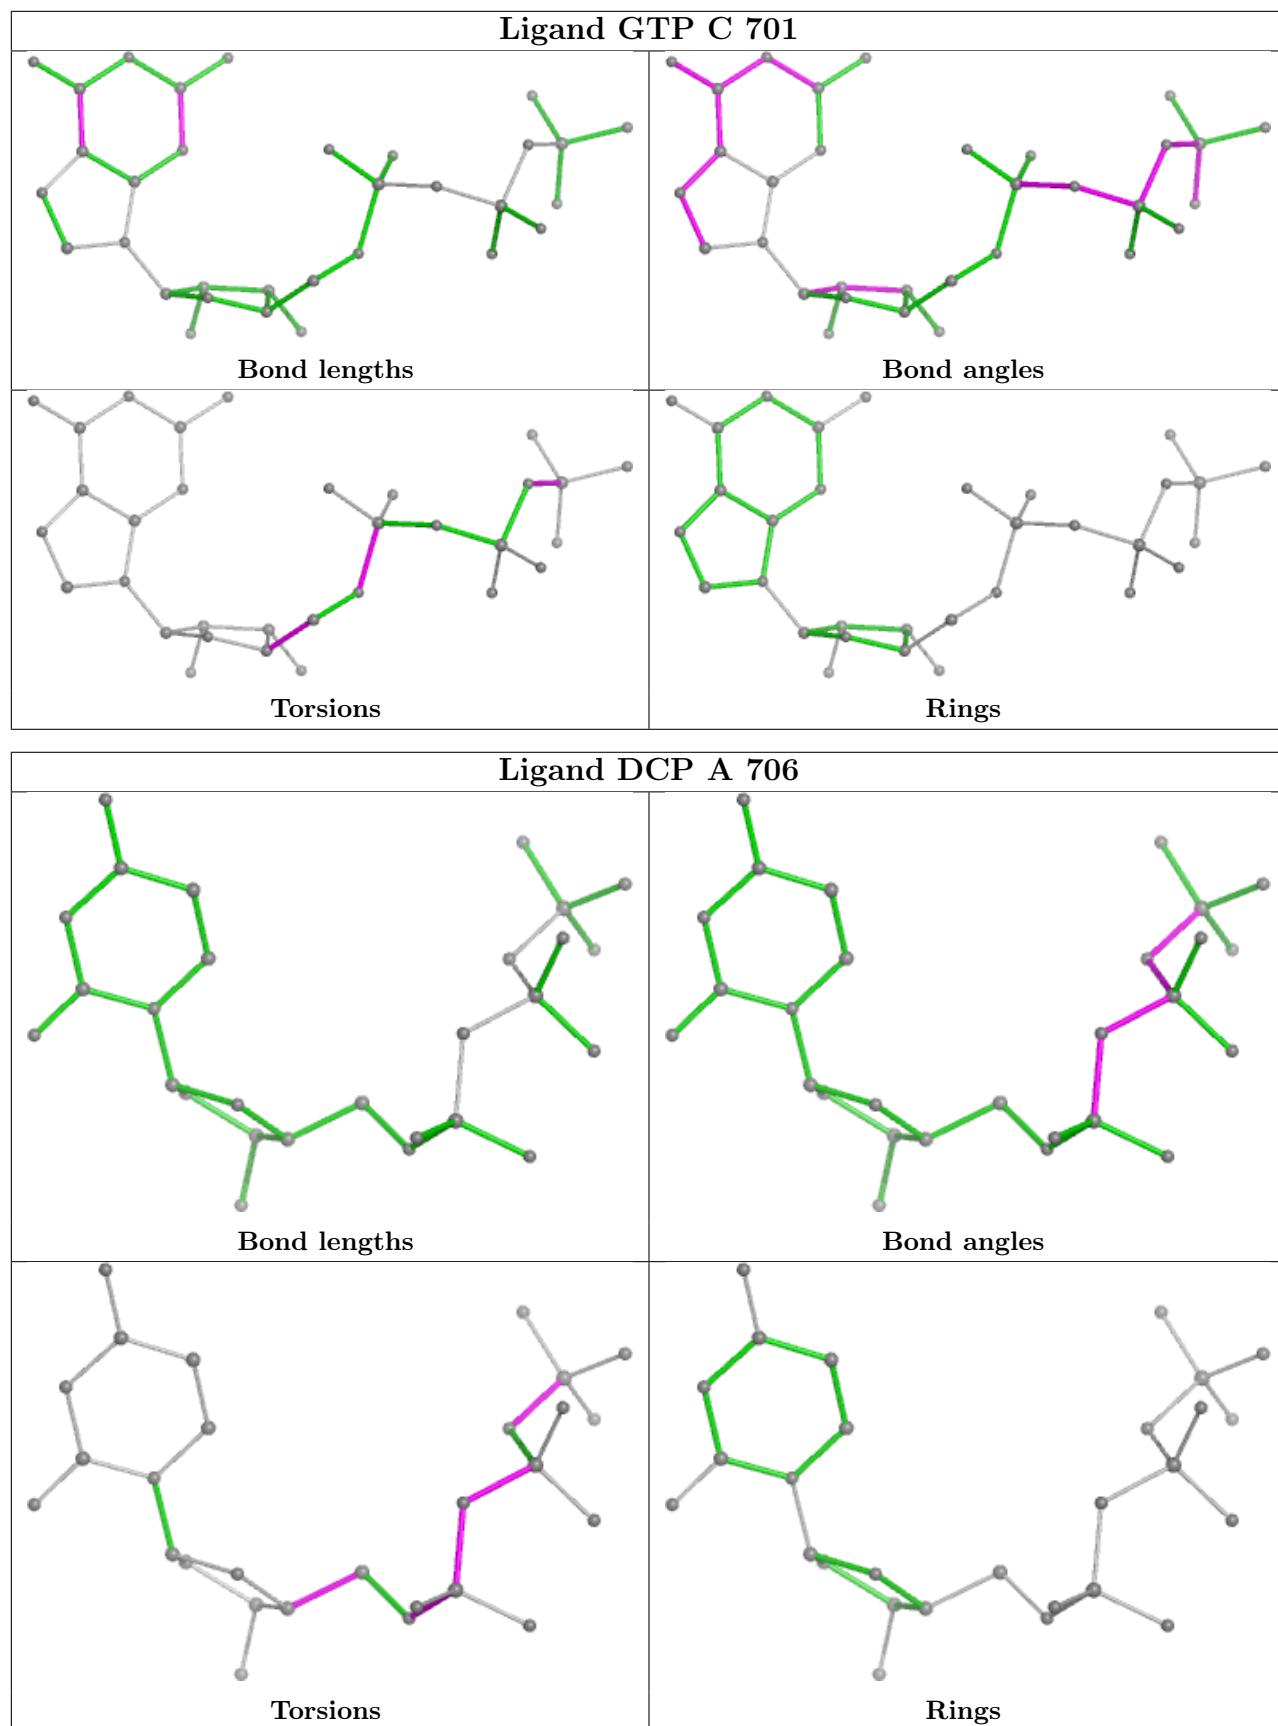 Ligand GTP C 701
Bond lengths
Bond angles
Torsions
Rings
Ligand DCP A 706
Bond lengths
Bond angles
Torsions
Rings